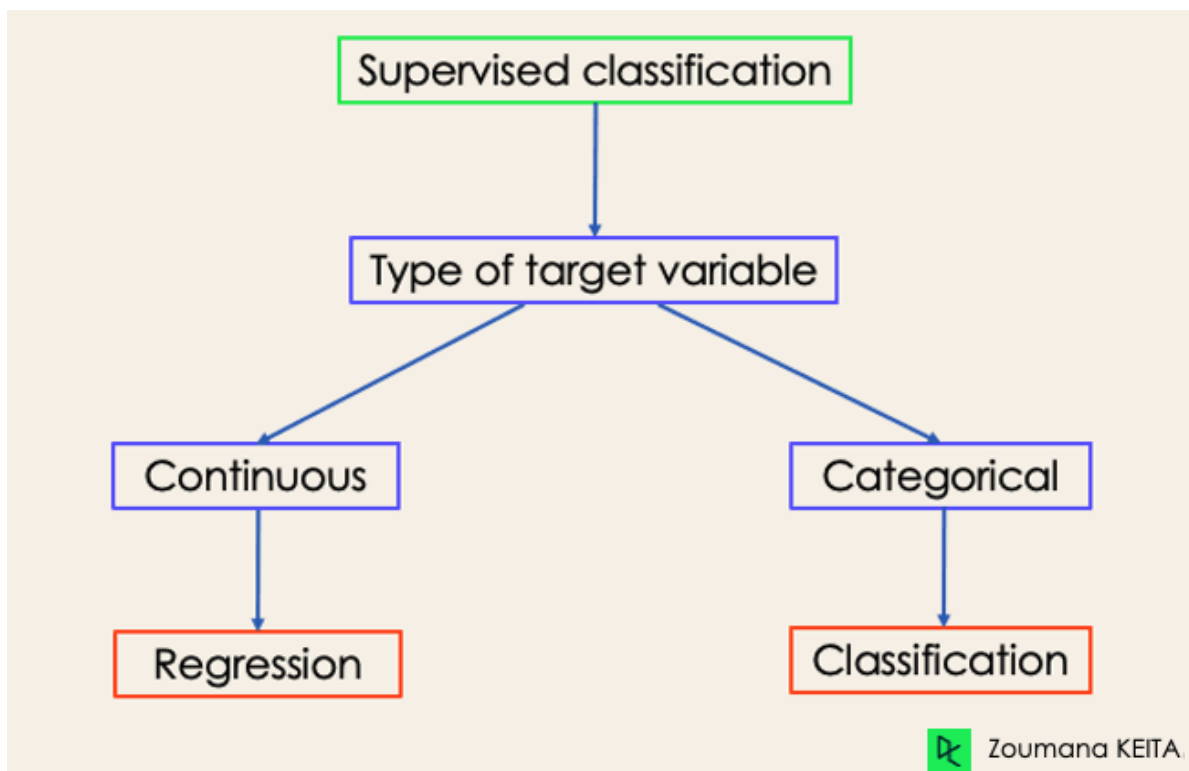 Supervised classification
Type of target variable
Continuous
Categorical
Regression
Classification
Zoumana KEITA